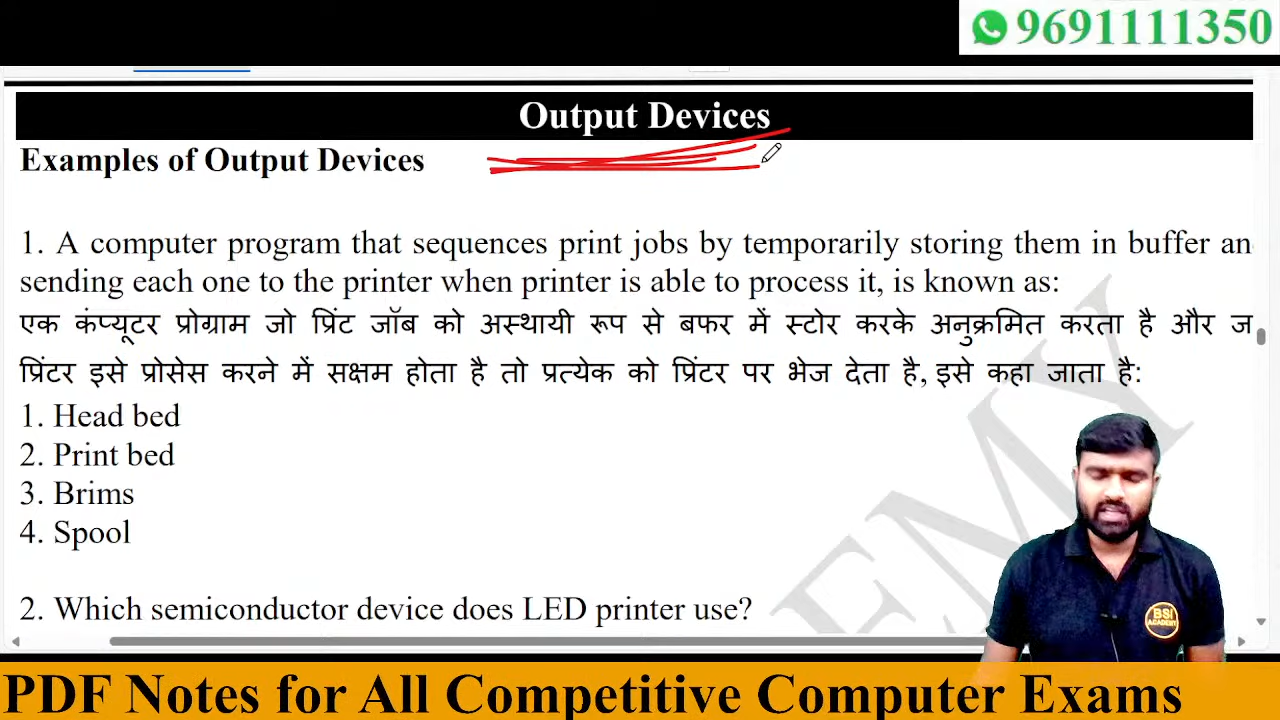 9691111350
Output Devices
Examples of Output Devices
1. A computer program that sequences print jobs by temporarily storing them in buffer an
sending each one to the printer when printer is able to process it, is known as:
एक कंप्यूटर प्रोग्राम जो प्रिंट जॉब को अस्थायी रूप से बफर में स्टोर करके अनुक्रमित करता है और ज
प्रिंटर इसे प्रोसेस करने में सक्षम होता है तो प्रत्येक को प्रिंटर पर भेज देता है, इसे कहा जाता है:
1. Head bed
2. Print bed
3. Brims
4. Spool
EMY
2. Which semiconductor device does LED printer use?
BSI
ACADEMY
PDF Notes for All Competitive Computer Exams